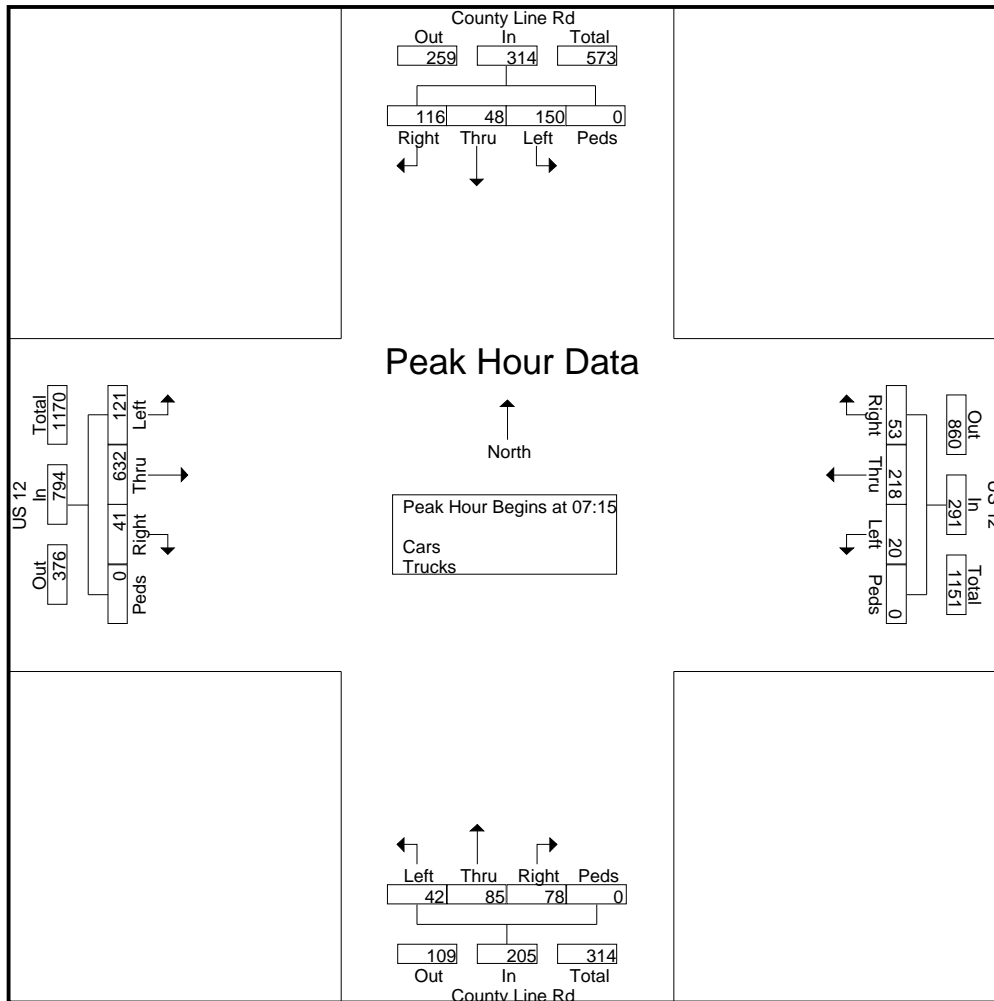 County Line Rd
Out In Total
259 314 573
116 48 150 0
Right Thru Left Peds
Peak Hour Data
North
Peak Hour Begins at 07:15
Cars
Trucks
US 12
Total In Out
1170 794 376
121 632 41 0
Left Thru Right Peds
Right Thru Left Peds
53 218 20 0
860 291 1151
Out In Total
US 12
Left Thru Right Peds
42 85 78 0
109 205 314
Out In Total
County Line Rd